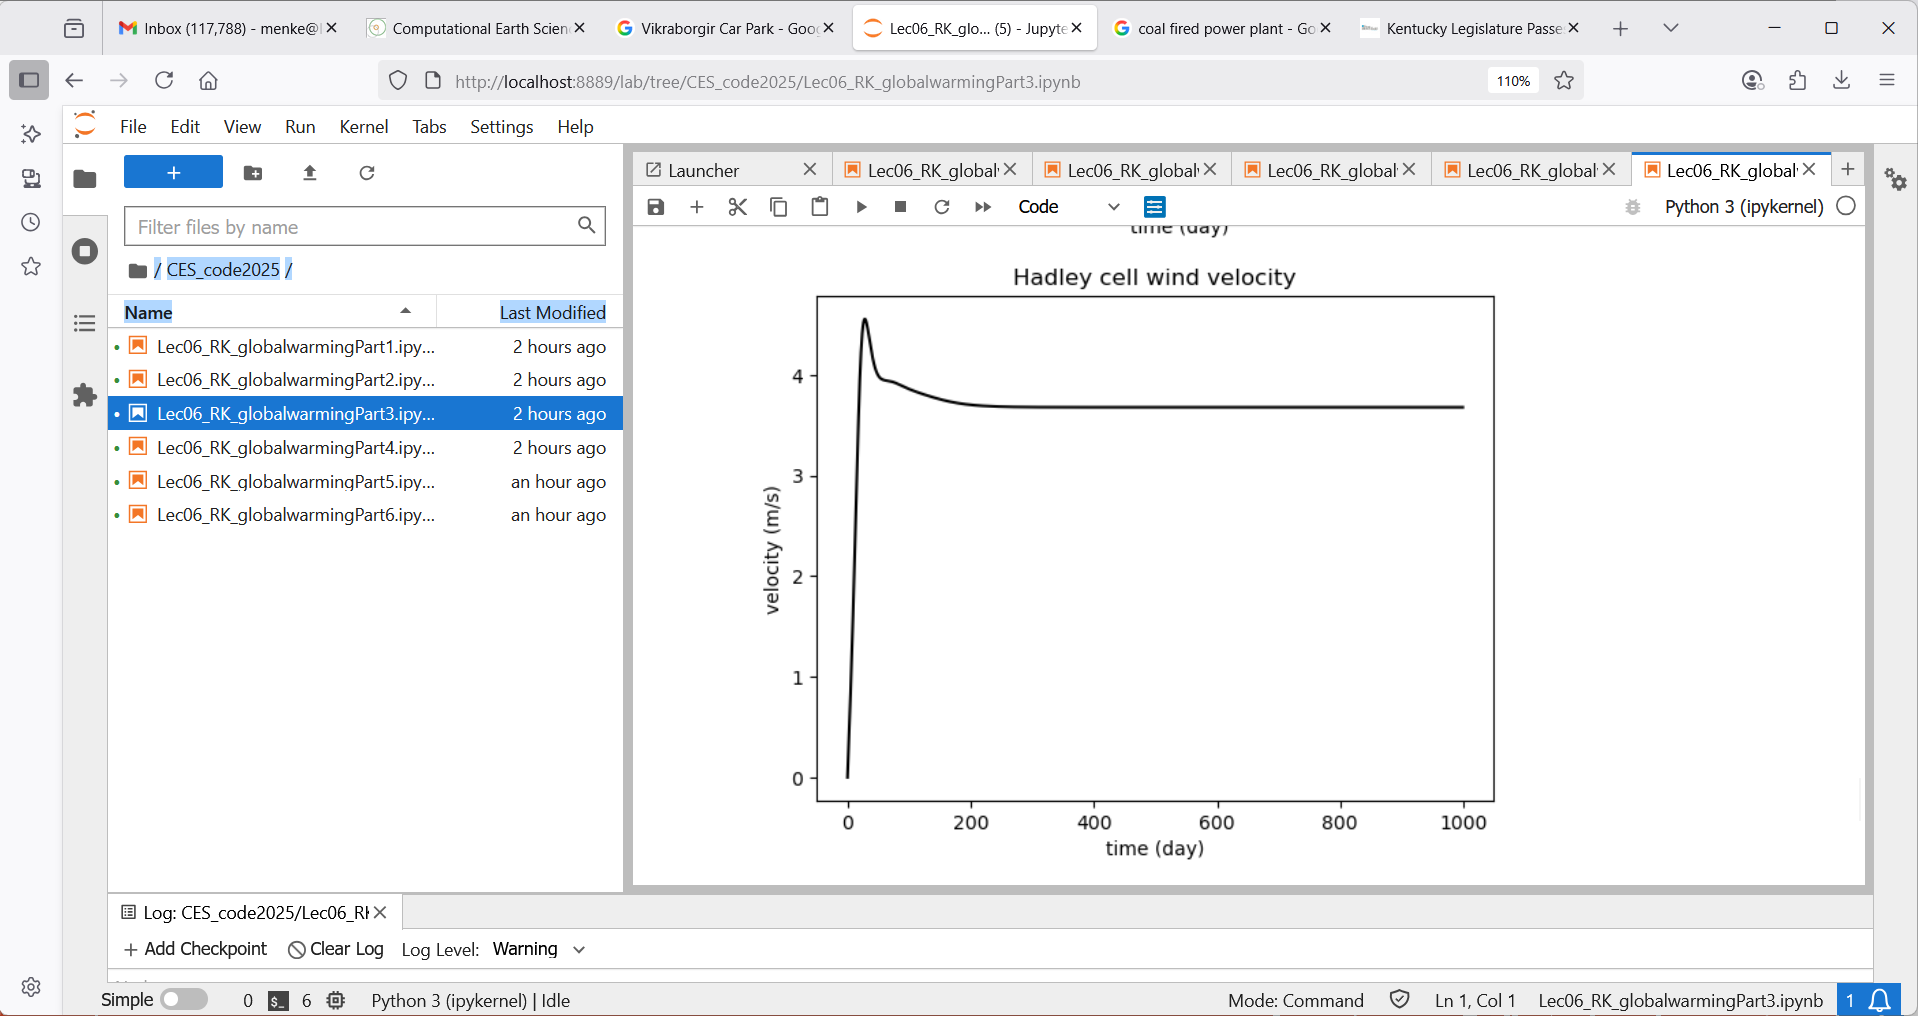 Inbox (117,788) - menke@
Computational Earth Scien
Vikraborgir Car Park - Goo
Lec06_RK_glo... (5) - Jupyte
coal fired power plant - Go
Kentucky Legislature Passe
http://localhost:8889/lab/tree/CES_code2025/Lec06_RK_globalwarmingPart3.ipynb
110%
File Edit View Run Kernel Tabs Settings Help
Launcher
Lec06_RK_global
Lec06_RK_global
Lec06_RK_global
Lec06_RK_global
Lec06_RK_global
Code
Python 3 (ipykernel)
Filter files by name
/ CES_code2025 /
Name Last Modified
Lec06_RK_globalwarmingPart1.ipy... 2 hours ago
Lec06_RK_globalwarmingPart2.ipy... 2 hours ago
Lec06_RK_globalwarmingPart3.ipy... 2 hours ago
Lec06_RK_globalwarmingPart4.ipy... 2 hours ago
Lec06_RK_globalwarmingPart5.ipy... an hour ago
Lec06_RK_globalwarmingPart6.ipy... an hour ago
time (day)
Hadley cell wind velocity
velocity (m/s)
4
3
2
1
0
0 200 400 600 800 1000
time (day)
Log: CES_code2025/Lec06_R
Add Checkpoint Clear Log Log Level: Warning
Simple 0 $_ 6 Python 3 (ipykernel) | Idle Mode: Command Ln 1, Col 1 Lec06_RK_globalwarmingPart3.ipynb 1